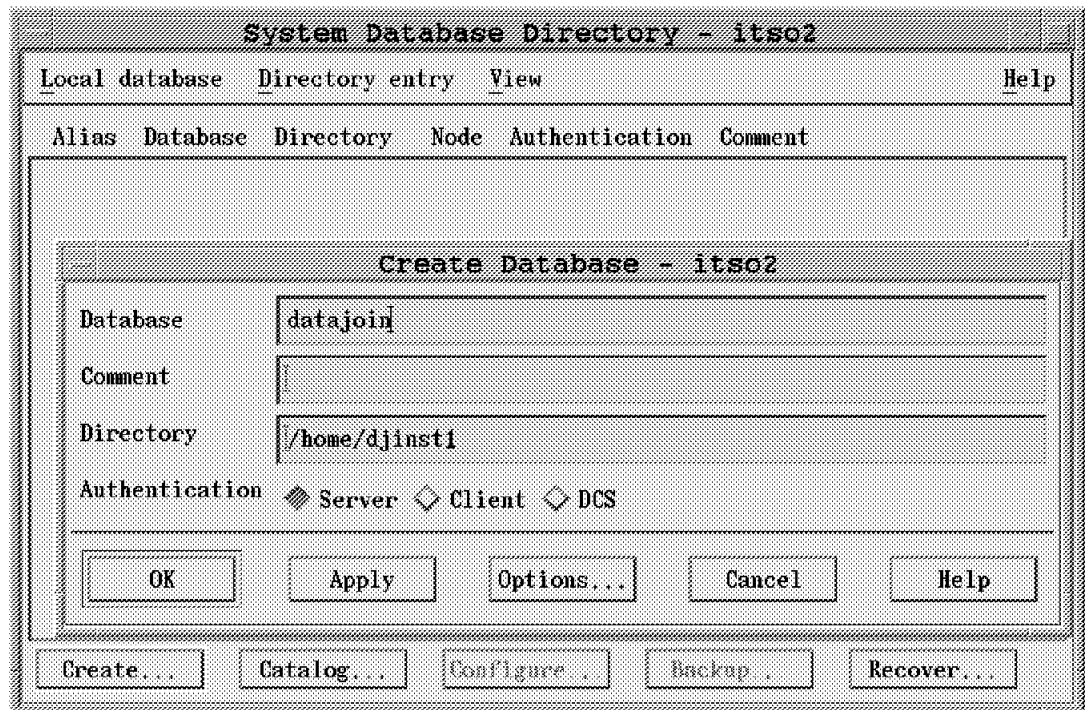 System Database Directory - itso2
Local database Directory entry View Help
Alias Database Directory Node Authentication Comment
Create Database - itso2
Database datajoin
Comment
Directory /home/djinst1
Authentication Server Client DCS
OK Apply Options... Cancel Help
Create... Catalog... Configure... Backup... Recover...